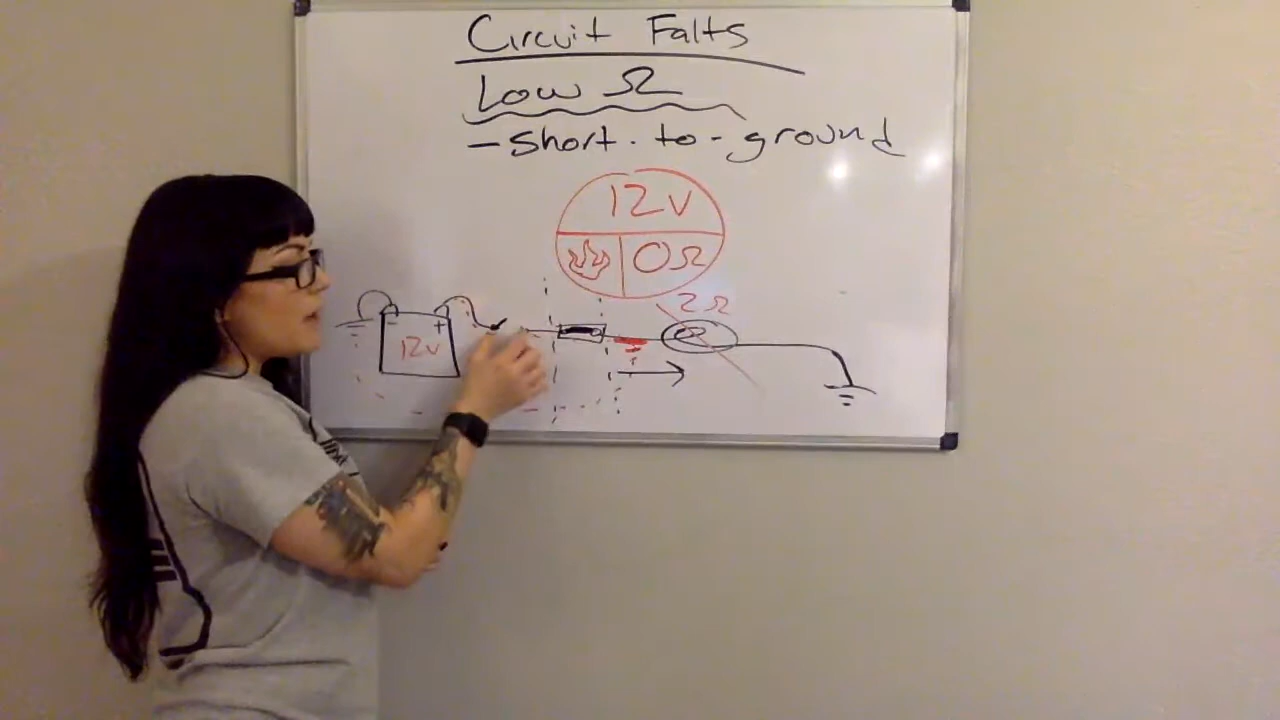 Circuit Falts
Low Ω
- short-to-ground
12V
0Ω
2Ω
- +
12V